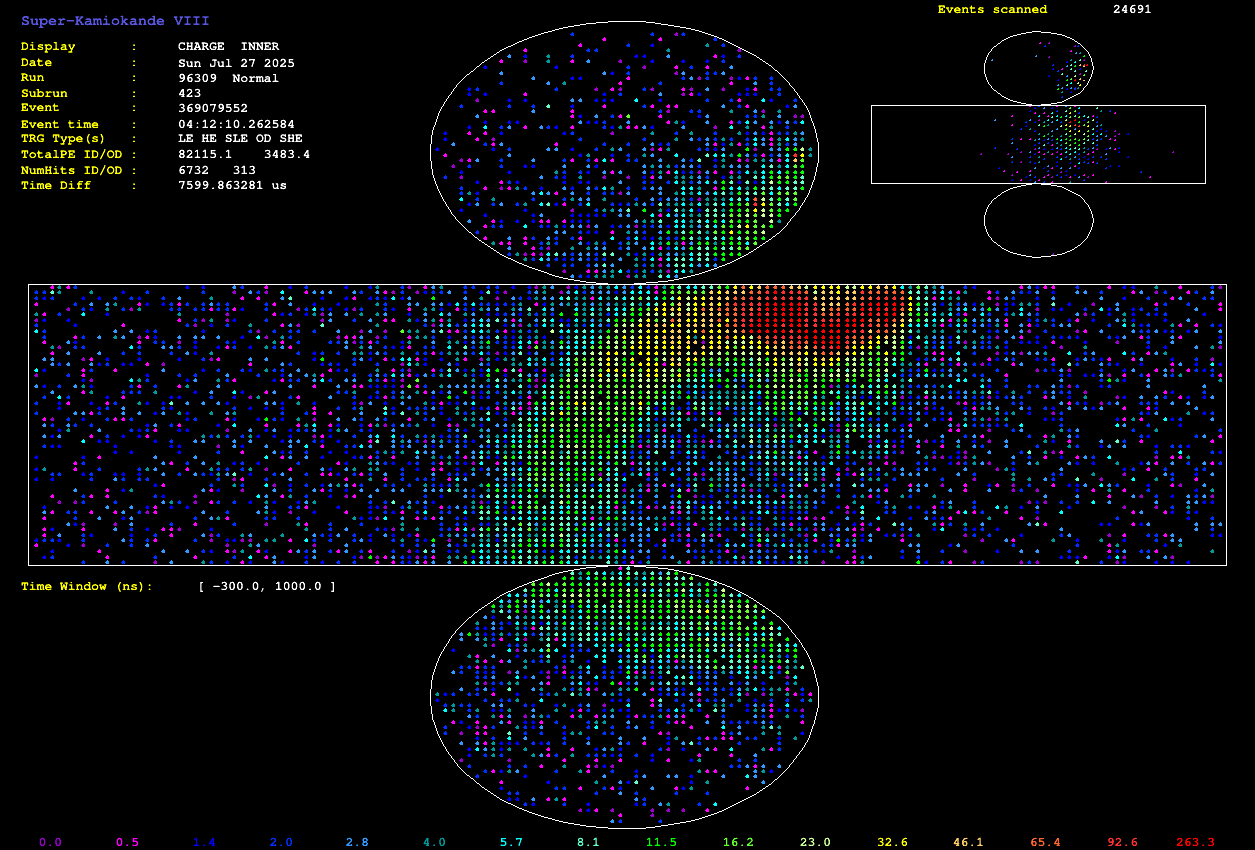 Super-Kamiokande VIII
Events scanned 24691
Display : CHARGE INNER
Date : Sun Jul 27 2025
Run : 96309 Normal
Subrun : 423
Event : 369079552
Event time : 04:12:10.262584
TRG Type(s) : LE HE SLE OD SHE
TotalPE ID/OD : 82115.1 3483.4
NumHits ID/OD : 6732 313
Time Diff : 7599.863281 us
Time Window (ns): [ -300.0, 1000.0 ]
0.0 0.5 1.4 2.0 2.8 4.0 5.7 8.1 11.5 16.2 23.0 32.6 46.1 65.4 92.6 263.3